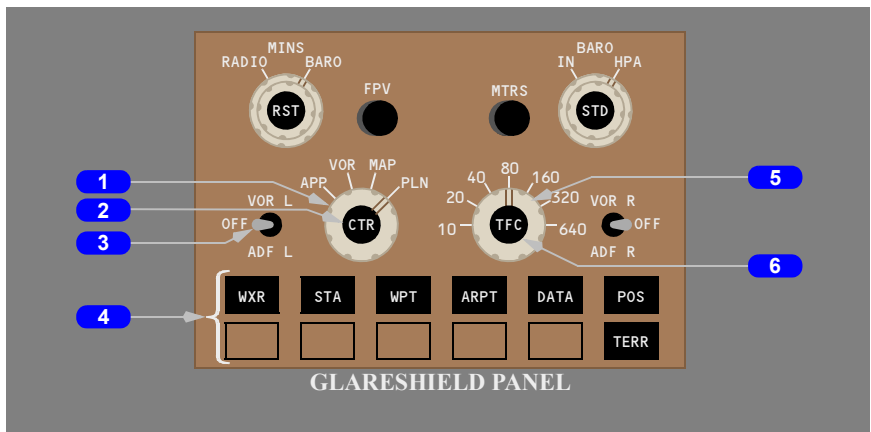 MINS
RADIO BARO
RST
FPV
MTRS
BARO
IN HPA
STD
1
2
3
4
5
6
VOR L
OFF
ADF L
APP VOR MAP PLN
CTR
10 20 40 80 160 320 640
TFC
VOR R
OFF
ADF R
WXR STA WPT ARPT DATA POS
TERR
GLARESHIELD PANEL